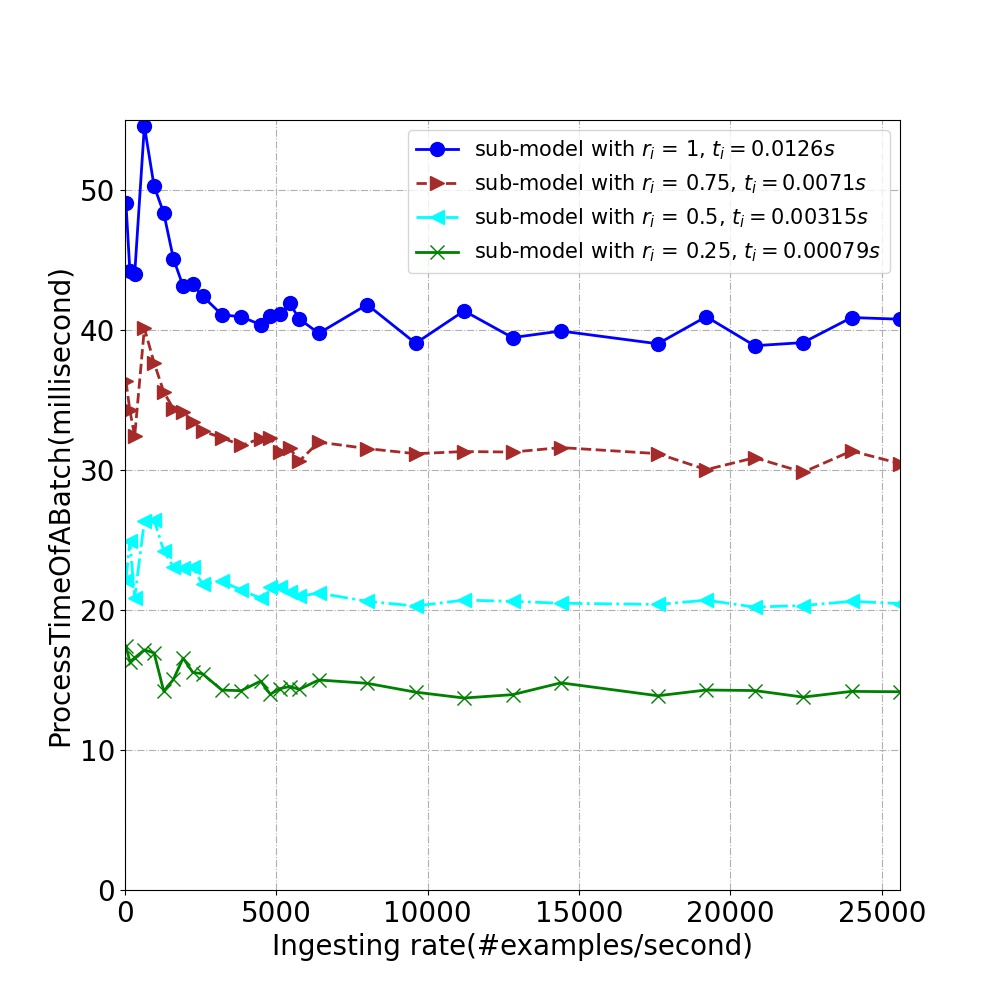 sub-model with r_i = 1, t_i = 0.0126s
sub-model with r_i = 0.75, t_i = 0.0071s
sub-model with r_i = 0.5, t_i = 0.00315s
sub-model with r_i = 0.25, t_i = 0.00079s
ProcessTimeOfABatch(millisecond)
50
40
30
20
10
0
0 5000 10000 15000 20000 25000
Ingesting rate(#examples/second)